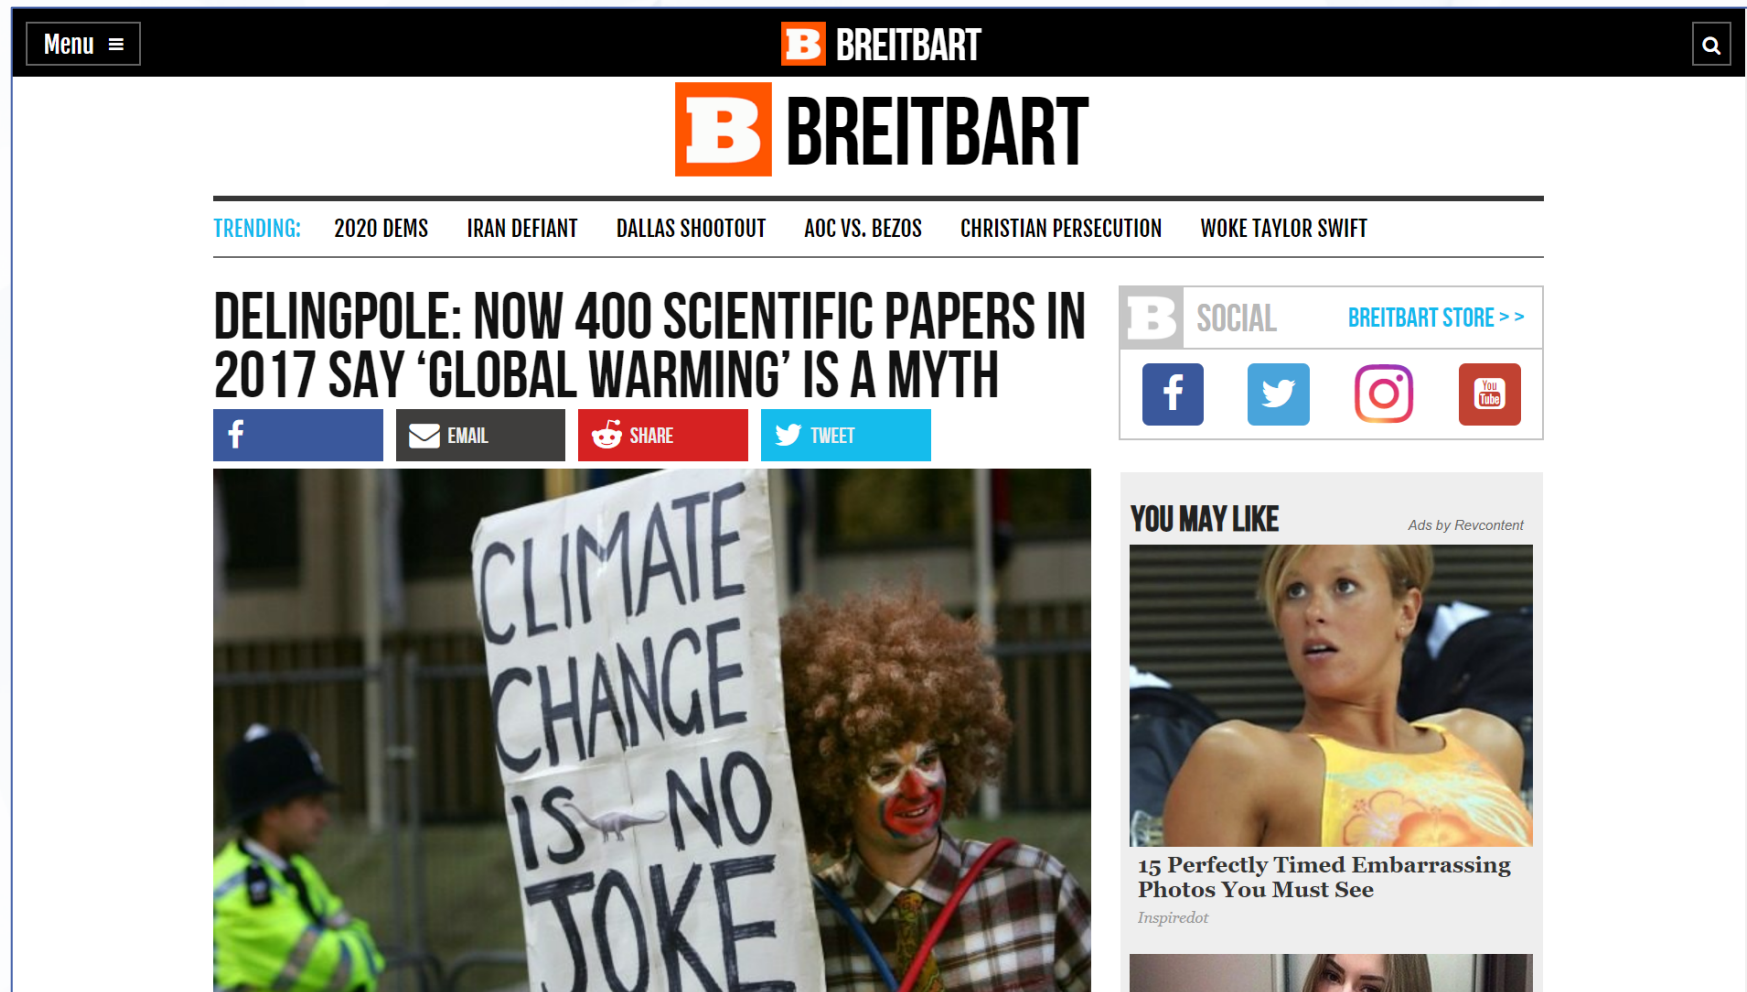 Menu
B BREITBART
B BREITBART
TRENDING: 2020 DEMS IRAN DEFIANT DALLAS SHOOTOUT AOC VS. BEZOS CHRISTIAN PERSECUTION WOKE TAYLOR SWIFT
DELINGPOLE: NOW 400 SCIENTIFIC PAPERS IN
2017 SAY ‘GLOBAL WARMING’ IS A MYTH
f EMAIL SHARE TWEET
CLIMATE
CHANGE
IS NO
JOKE
B SOCIAL BREITBART STORE > >
f You Tube
YOU MAY LIKE Ads by Revcontent
15 Perfectly Timed Embarrassing
Photos You Must See
Inspiredot